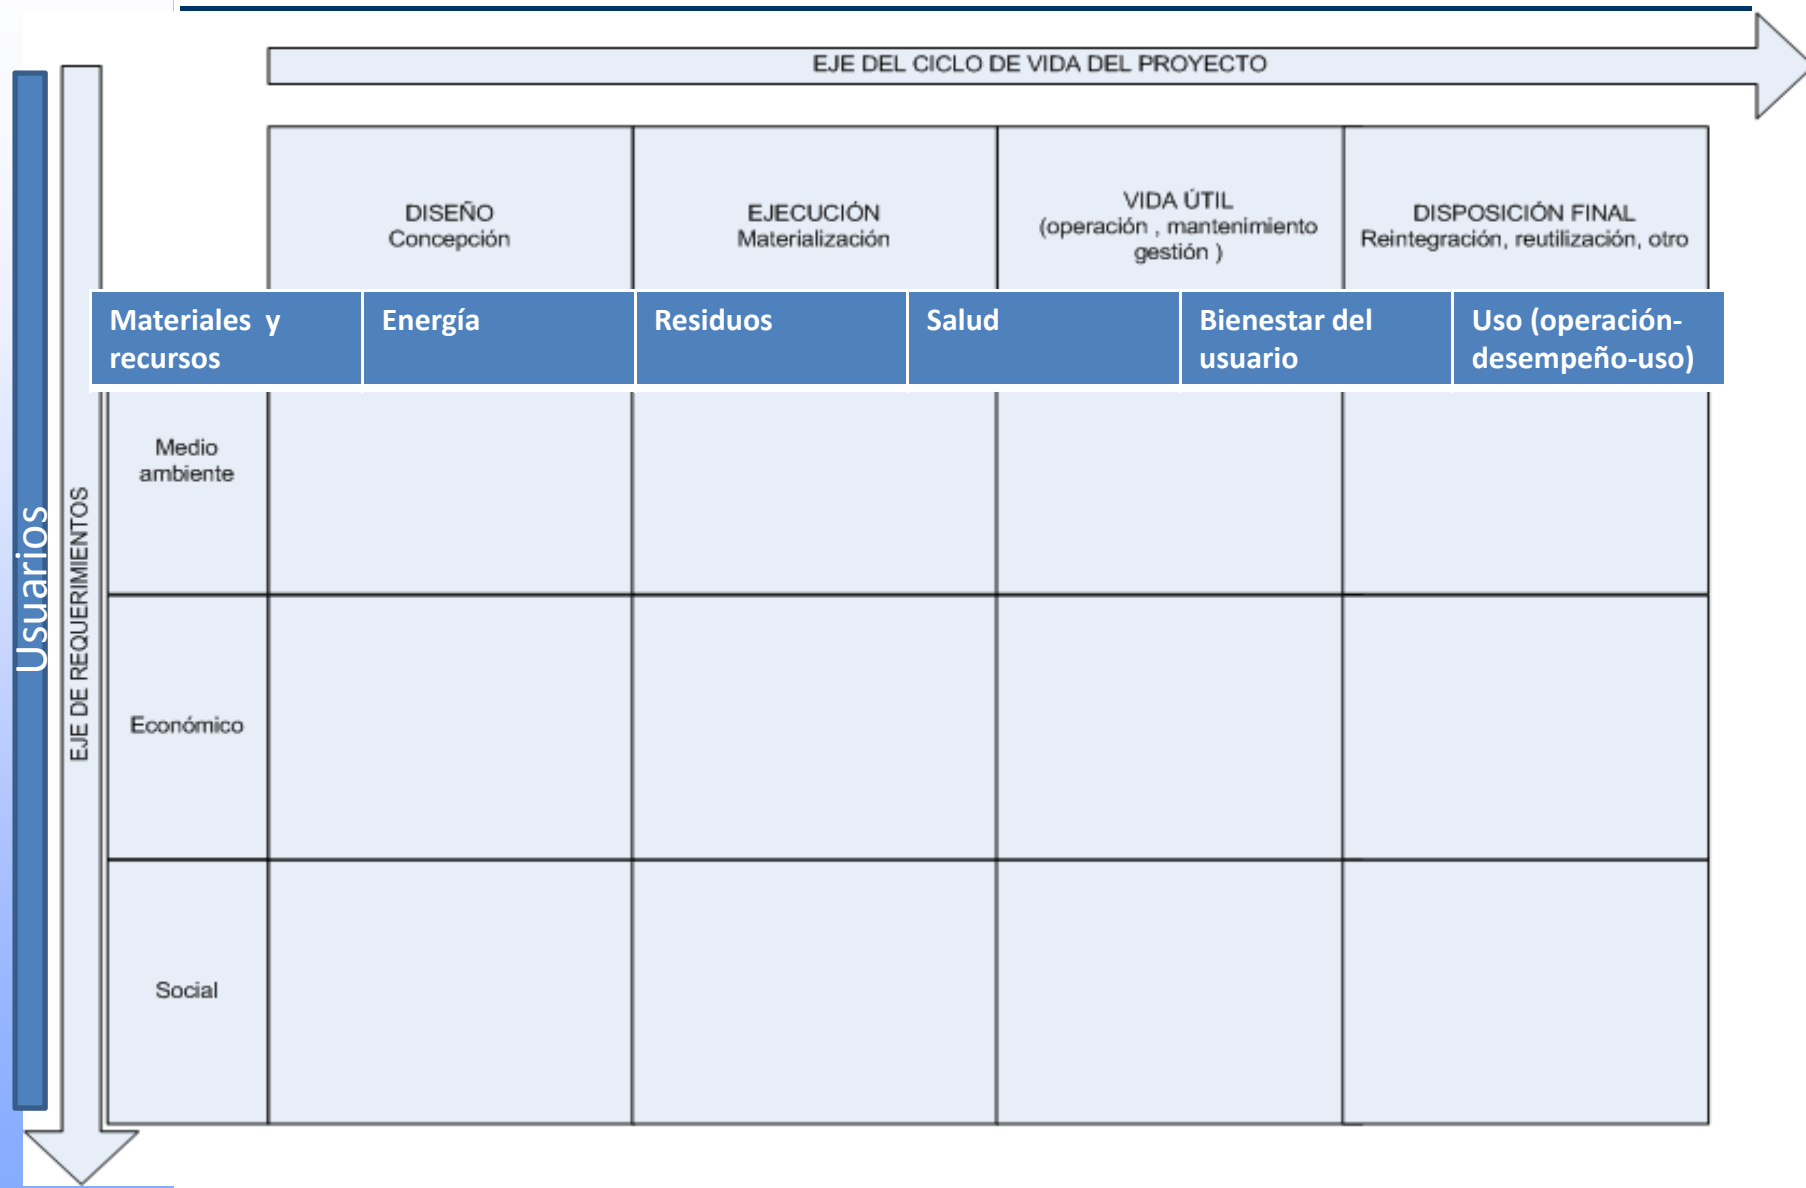 EJE DEL CICLO DE VIDA DEL PROYECTO
DISEÑO
Concepción
EJECUCIÓN
Materialización
VIDA ÚTIL
(operación , mantenimiento
gestión )
DISPOSICIÓN FINAL
Reintegración, reutilización, otro
Materiales y
recursos
Energía
Residuos
Salud
Bienestar del
usuario
Uso (operación-
desempeño-uso)
Usuarios
EJE DE REQUERIMIENTOS
Medio
ambiente
Económico
Social